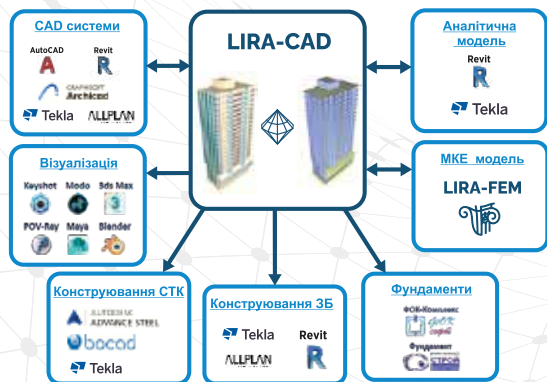 CAD системи
AutoCAD
Revit
GRAPHISOFT
Archicad
Tekla
ALLPLAN
LIRA-CAD
Аналітична
модель
Revit
Tekla
Візуалізація
Keyshot Modo 3ds Max
POV-Ray Maya Blender
МКЕ модель
LIRA-FEM
Конструювання СТК
AUTODESK
ADVANCE STEEL
bocad
Tekla
Конструювання ЗБ
Tekla
Revit
ALLPLAN
Фундаменти
ФОК-Комплекс
Фундамент
СТРОЙ